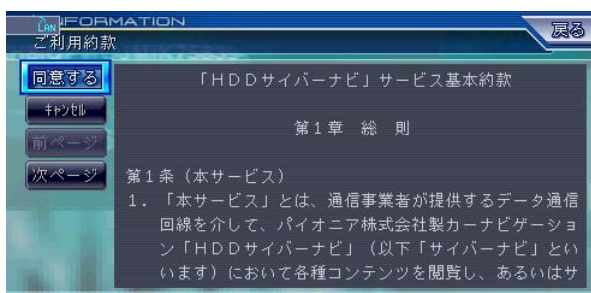 LAN INFORMATION
ご利用約款
戻る
同意する
キャンセル
前ページ
次ページ
「HDDサイバーナビ」サービス基本約款
第1章 総 則
第1条（本サービス）
1．「本サービス」とは、通信事業者が提供するデータ通信
回線を介して、パイオニア株式会社製カーナビゲーショ
ン「HDDサイバーナビ」（以下「サイバーナビ」とい
います）において各種コンテンツを閲覧し、あるいはサ